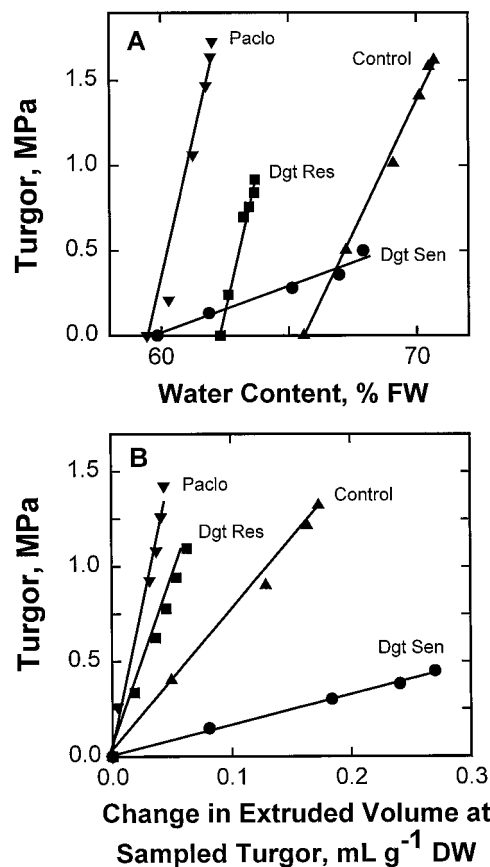 A
Paclo
Control
Dgt Res
Dgt Sen
1.5
1.0
0.5
0.0
Turgor, MPa
60
70
Water Content, % FW
B
Paclo
Control
Dgt Res
Dgt Sen
1.5
1.0
0.5
0.0
Turgor, MPa
0.0
0.1
0.2
0.3
Change in Extruded Volume at
Sampled Turgor, mL g-1 DW